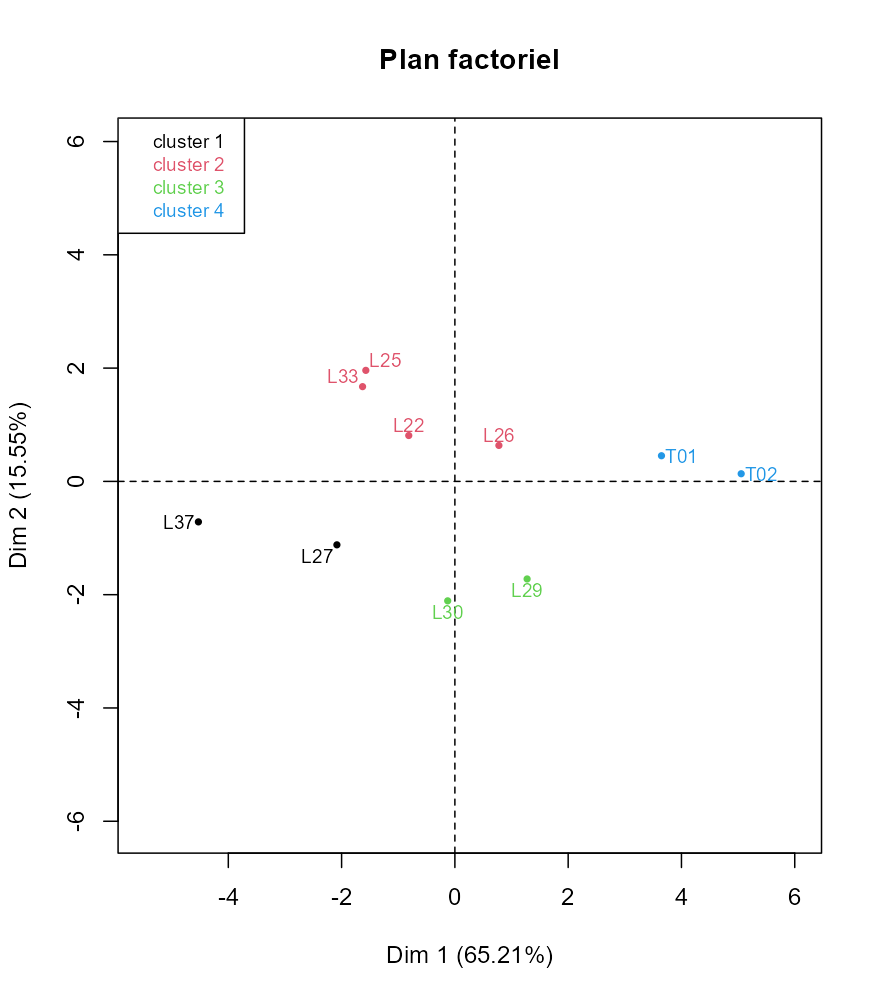 Plan factoriel
cluster 1
cluster 2
cluster 3
cluster 4
6
4
2
0
-2
-4
-6
Dim 2 (15.55%)
L25
L33
L22
L26
T01
T02
L37
L27
L29
L30
-4
-2
0
2
4
6
Dim 1 (65.21%)